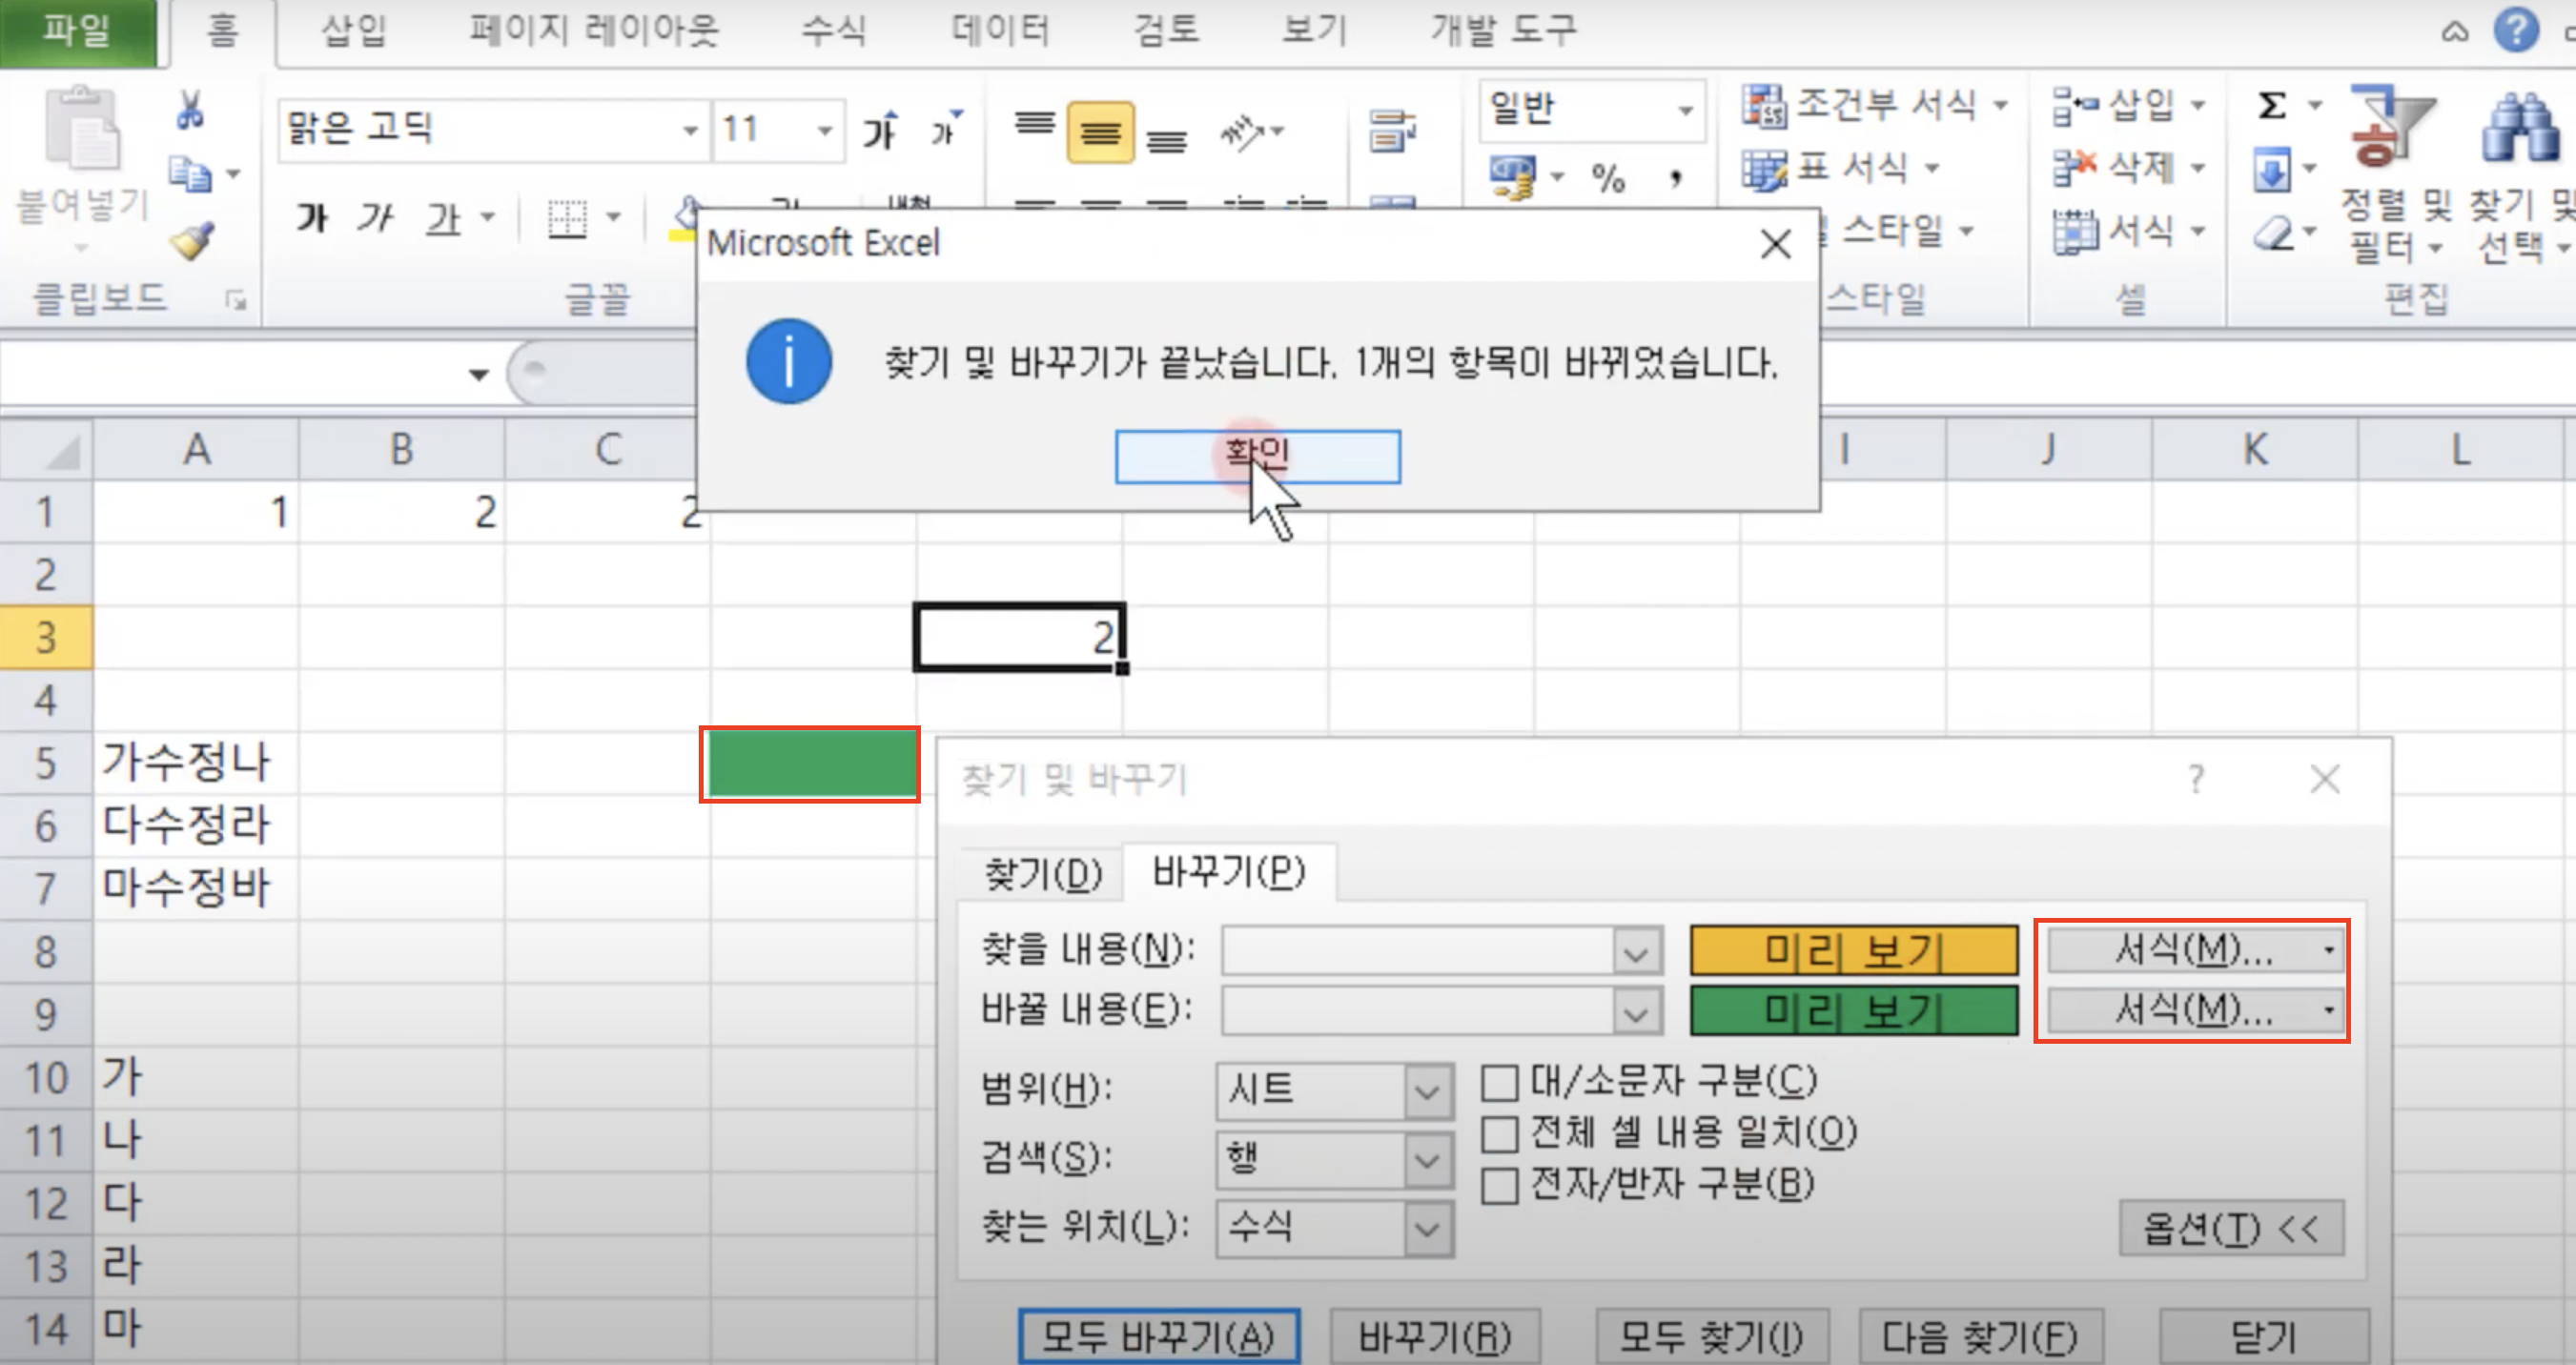 파일 홈 삽입 페이지 레이아웃 수식 데이터 검토 보기 개발 도구
맑은 고딕 11 가 가 일반 조건부 서식 삽입 Σ
붙여넣기 % , 표 서식 삭제 정렬 및 찾기 및
가 가 가 스타일 서식 필터 선택
클립보드 글꼴 스타일 셀 편집
Microsoft Excel
찾기 및 바꾸기가 끝났습니다. 1개의 항목이 바뀌었습니다.
확인
A B C I J K L
1 1 2 2
2
3 2
4
5 가수정나
6 다수정라
7 마수정바
8
9
10 가
11 나
12 다
13 라
14 마
찾기 및 바꾸기 ?
찾기(D) 바꾸기(P)
찾을 내용(N): 미리 보기 서식(M)...
바꿀 내용(E): 미리 보기 서식(M)...
범위(H): 시트 대/소문자 구분(C)
검색(S): 행 전체 셀 내용 일치(O)
전자/반자 구분(B)
찾는 위치(L): 수식 옵션(T) <<
모두 바꾸기(A) 바꾸기(R) 모두 찾기(I) 다음 찾기(F) 닫기